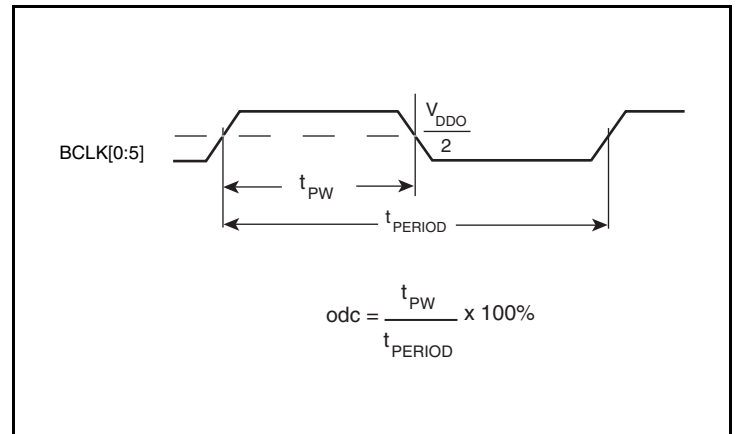 V_DDO
2
BCLK[0:5]
t_PW
t_PERIOD
t_PW
odc = x 100%
t_PERIOD